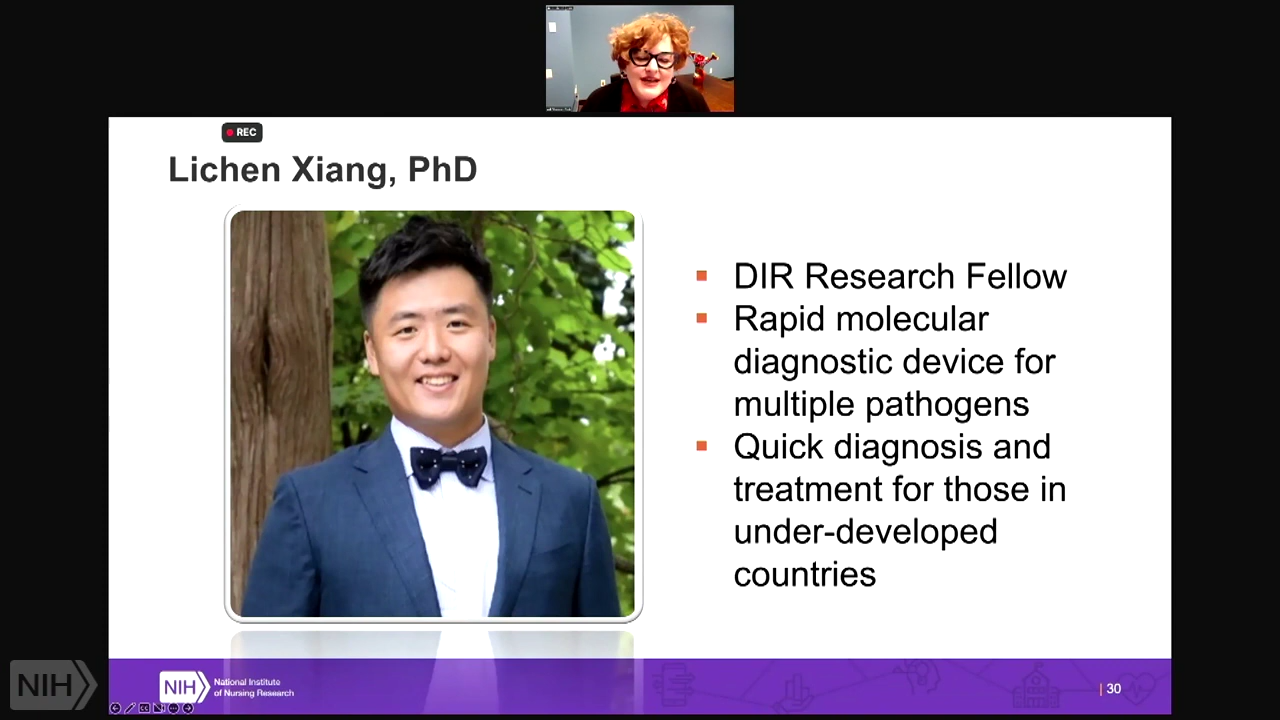 REC
Lichen Xiang, PhD
DIR Research Fellow
Rapid molecular
diagnostic device for
multiple pathogens
Quick diagnosis and
treatment for those in
under-developed
countries
NIH
NIH
National Institute
of Nursing Research
30